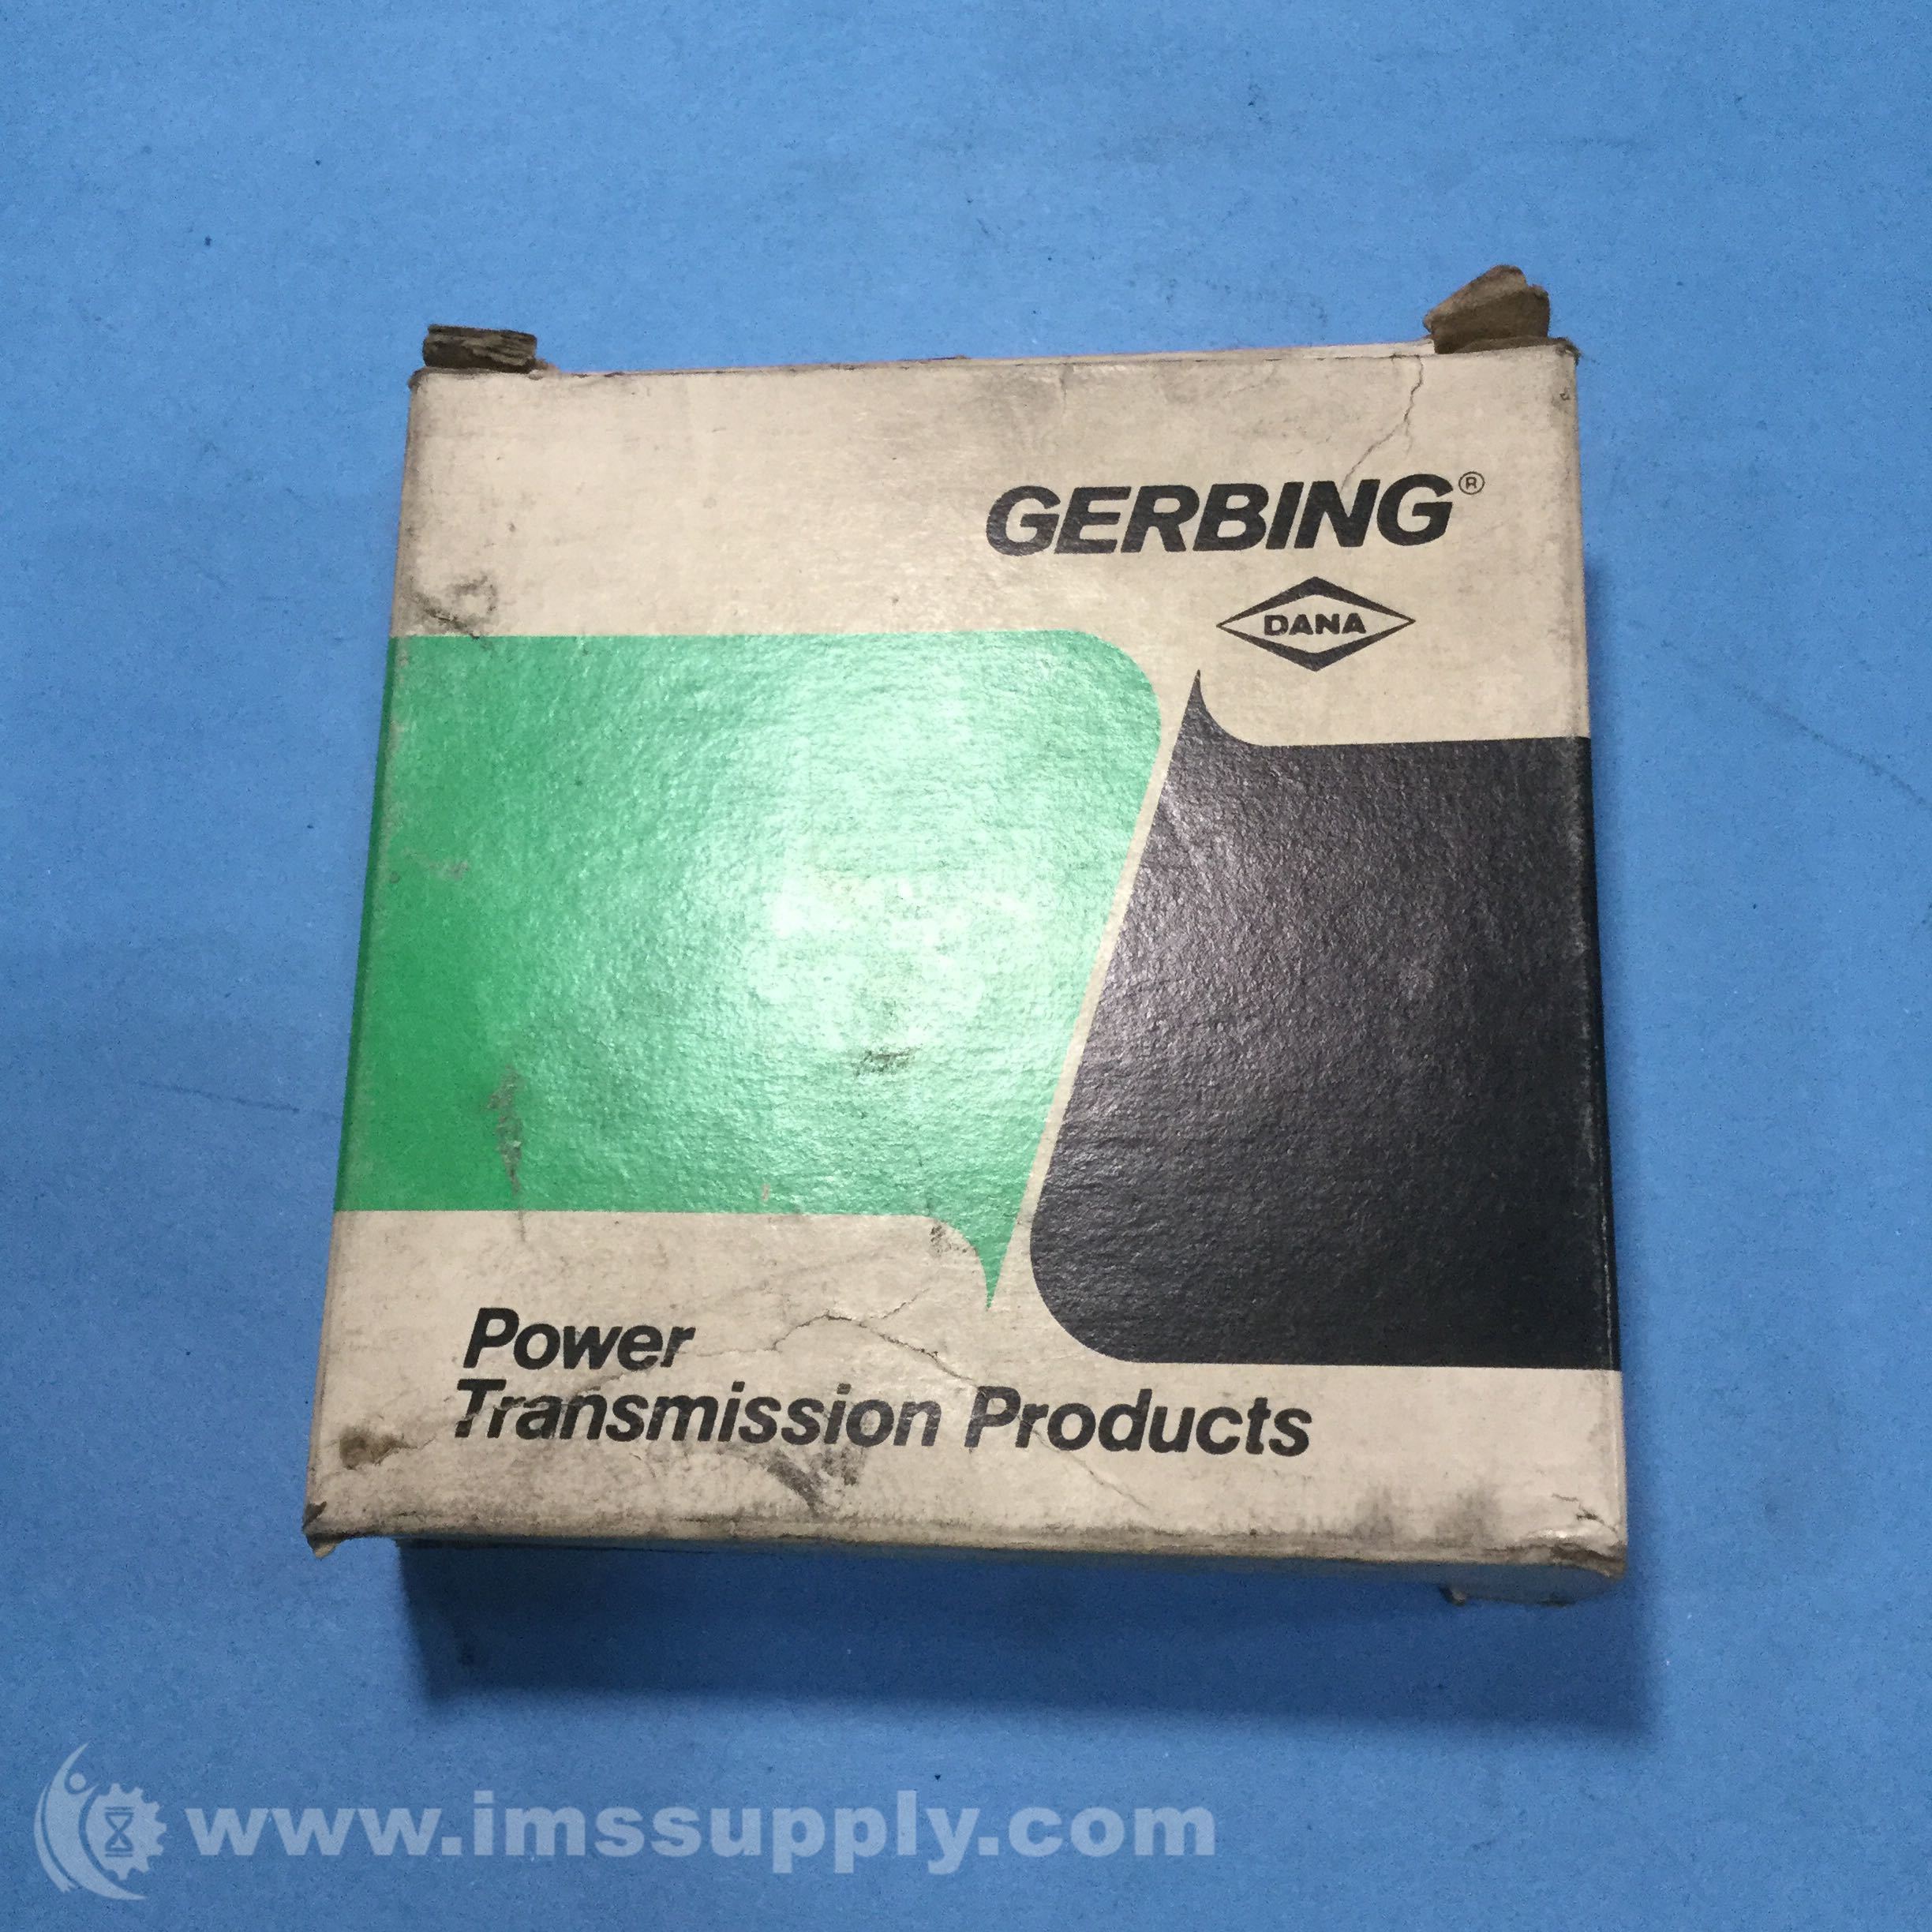 GERBING®
DANA
Power
Transmission Products
www.imssupply.com